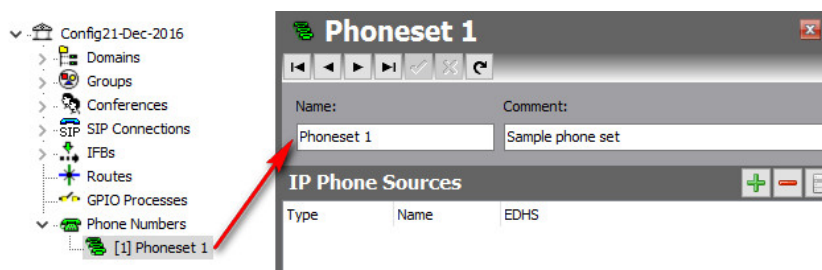 Config21-Dec-2016
Domains
Groups
Conferences
SIP
SIP Connections
IFBs
Routes
GPIO Processes
Phone Numbers
[1] Phoneset 1
Phoneset 1
Name:
Comment:
Phoneset 1
Sample phone set
IP Phone Sources
Type
Name
EDHS